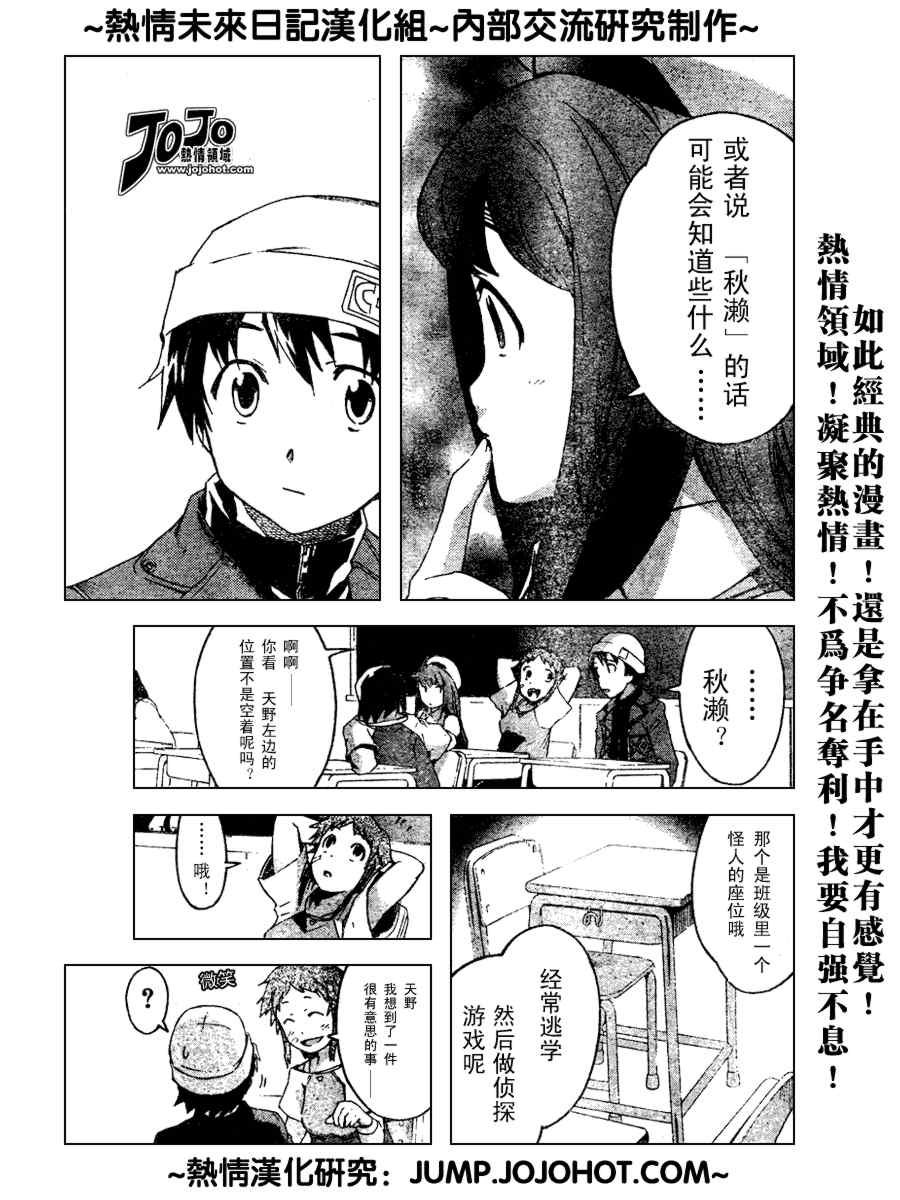 ~熱情未來日記漢化組~內部交流研究制作~
JOJO
熱情領域
www.jojohot.com
或者说「秋濑」的话
可能会知道些什么……
……
秋濑？
啊啊——
你看 天野左边的
位置不是空着呢吗？
那个是班级里一个
怪人的座位哦
经常逃学
然后做侦探
游戏呢
……哦！
天野
我想到了一件
很有意思的事——
微笑
？
如此經典的漫畫！還是拿在手中才更有感覺！
熱情領域！凝聚熱情！不爲争名奪利！我要自强不息！
~熱情漢化研究：JUMP.JOJOHOT.COM~